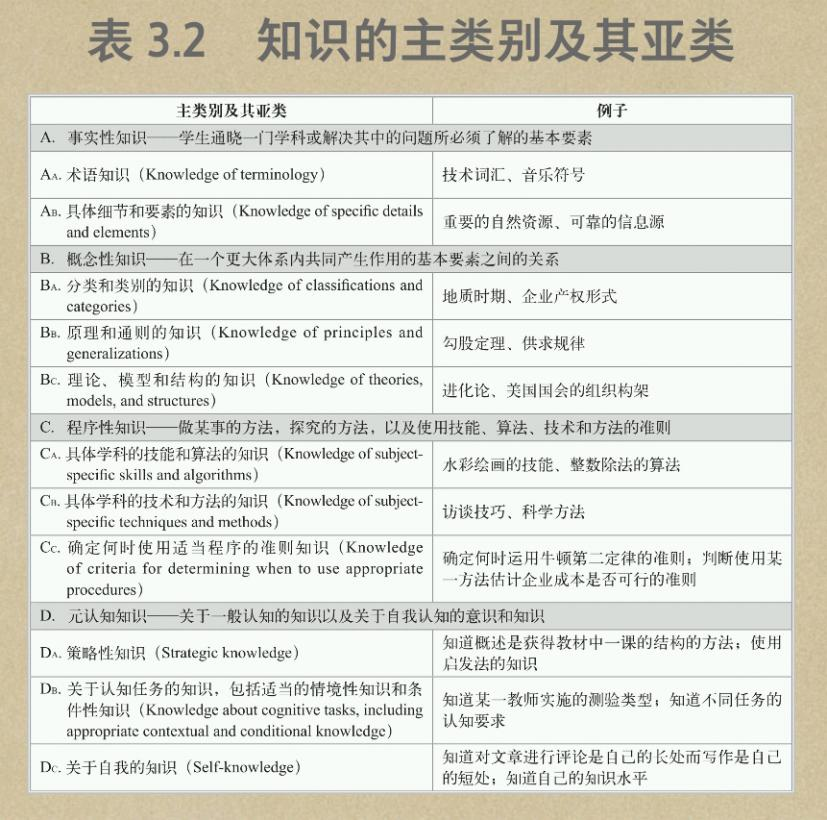 表 3.2 知识的主类别及其亚类
主类别及其亚类
例子
A. 事实性知识——学生通晓一门学科或解决其中的问题所必须了解的基本要素
AA. 术语知识（Knowledge of terminology）
技术词汇、音乐符号
AB. 具体细节和要素的知识（Knowledge of specific details
and elements）
重要的自然资源、可靠的信息源
B. 概念性知识——在一个更大体系内共同产生作用的基本要素之间的关系
BA. 分类和类别的知识（Knowledge of classifications and
categories）
地质时期、企业产权形式
BB. 原理和通则的知识（Knowledge of principles and
generalizations）
勾股定理、供求规律
BC. 理论、模型和结构的知识（Knowledge of theories,
models, and structures）
进化论、美国国会的组织构架
C. 程序性知识——做某事的方法，探究的方法，以及使用技能、算法、技术和方法的准则
CA. 具体学科的技能和算法的知识（Knowledge of subject-
specific skills and algorithms）
水彩绘画的技能、整数除法的算法
CB. 具体学科的技术和方法的知识（Knowledge of subject-
specific techniques and methods）
访谈技巧、科学方法
CC. 确定何时使用适当程序的准则知识（Knowledge
of criteria for determining when to use appropriate
procedures）
确定何时运用牛顿第二定律的准则；判断使用某
一方法估计企业成本是否可行的准则
D. 元认知知识——关于一般认知的知识以及关于自我认知的意识和知识
DA. 策略性知识（Strategic knowledge）
知道概述是获得教材中一课的结构的方法；使用
启发法的知识
DB. 关于认知任务的知识，包括适当的情境性知识和条
件性知识（Knowledge about cognitive tasks, including
appropriate contextual and conditional knowledge）
知道某一教师实施的测验类型；知道不同任务的
认知要求
DC. 关于自我的知识（Self-knowledge）
知道对文章进行评论是自己的长处而写作是自己
的短处；知道自己的知识水平